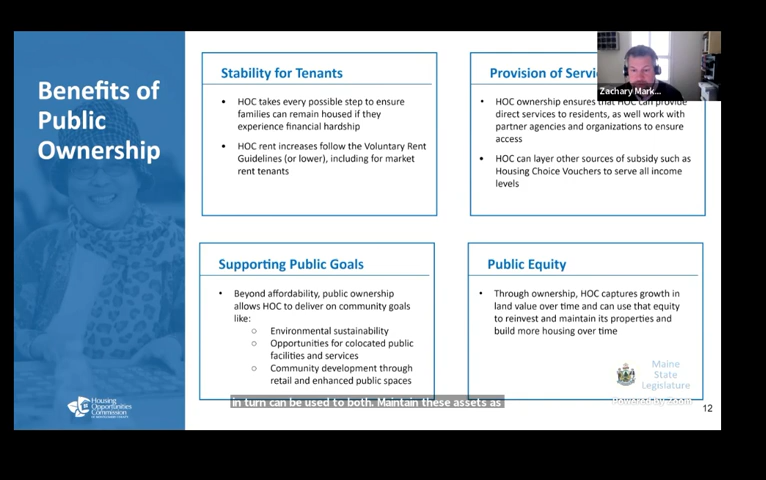 Benefits of
Public
Ownership
Stability for Tenants
• HOC takes every possible step to ensure
families can remain housed if they
experience financial hardship
• HOC rent increases follow the Voluntary Rent
Guidelines (or lower), including for market
rent tenants
Provision of Servic
Zachary Mark...
• HOC ownership ensures that HOC can provide
direct services to residents, as well work with
partner agencies and organizations to ensure
access
• HOC can layer other sources of subsidy such as
Housing Choice Vouchers to serve all income
levels
Supporting Public Goals
• Beyond affordability, public ownership
allows HOC to deliver on community goals
like:
○ Environmental sustainability
○ Opportunities for colocated public
facilities and services
○ Community development through
retail and enhanced public spaces
Public Equity
• Through ownership, HOC captures growth in
land value over time and can use that equity
to reinvest and maintain its properties and
build more housing over time
Maine
State
Legislature
Powered by Zoom
in turn can be used to both. Maintain these assets as
Housing
Opportunities
Commission
12